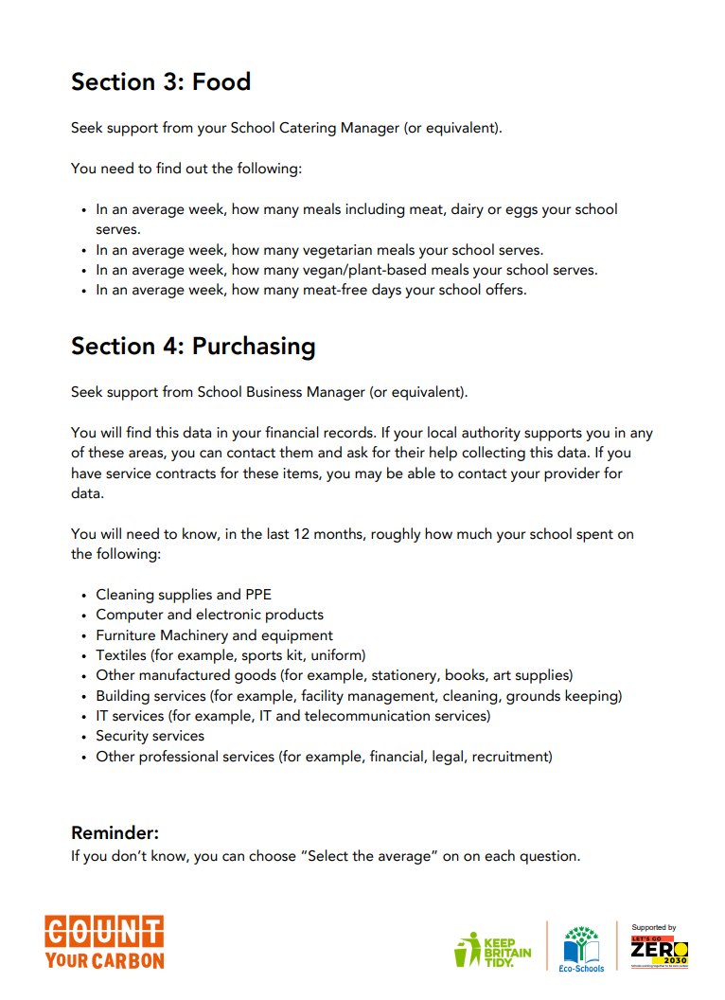 Section 3: Food
Seek support from your School Catering Manager (or equivalent).
You need to find out the following:
• In an average week, how many meals including meat, dairy or eggs your school
serves.
• In an average week, how many vegetarian meals your school serves.
• In an average week, how many vegan/plant-based meals your school serves.
• In an average week, how many meat-free days your school offers.
Section 4: Purchasing
Seek support from School Business Manager (or equivalent).
You will find this data in your financial records. If your local authority supports you in any
of these areas, you can contact them and ask for their help collecting this data. If you
have service contracts for these items, you may be able to contact your provider for
data.
You will need to know, in the last 12 months, roughly how much your school spent on
the following:
• Cleaning supplies and PPE
• Computer and electronic products
• Furniture Machinery and equipment
• Textiles (for example, sports kit, uniform)
• Other manufactured goods (for example, stationery, books, art supplies)
• Building services (for example, facility management, cleaning, grounds keeping)
• IT services (for example, IT and telecommunication services)
• Security services
• Other professional services (for example, financial, legal, recruitment)
Reminder:
If you don’t know, you can choose “Select the average” on on each question.
COUNT
YOUR CARBON
KEEP
BRITAIN
TIDY.
Eco-Schools
Supported by
LET'S GO
ZERO
2030